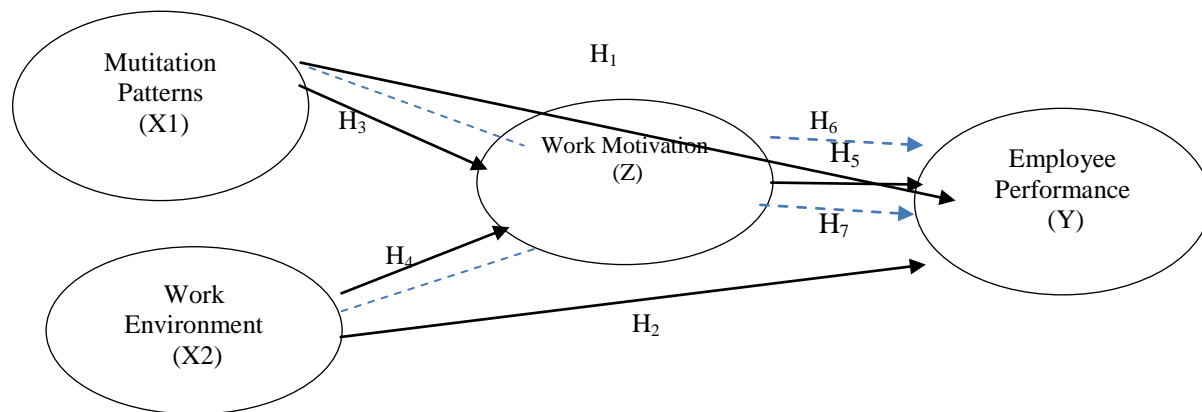 Mutitation
Patterns
(X1)
H1
H3
Work Motivation
(Z)
H6
H5
H7
Employee
Performance
(Y)
H4
Work
Environment
(X2)
H2